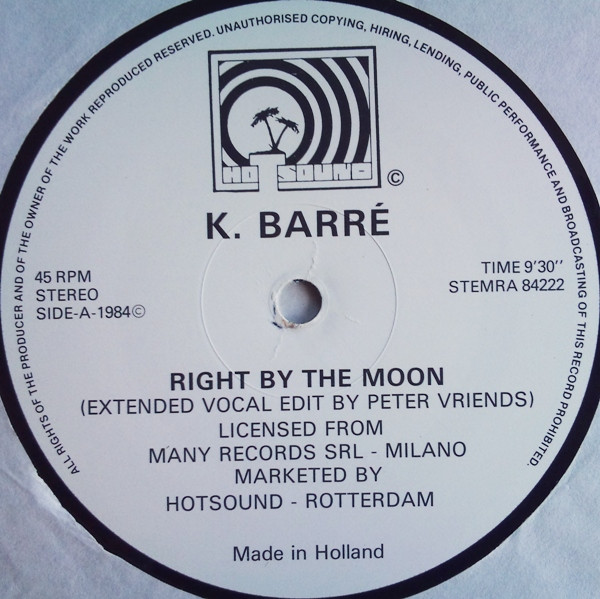 ALL RIGHTS OF THE PRODUCER AND OF THE OWNER OF THE WORK REPRODUCED RESERVED. UNAUTHORISED COPYING, HIRING, LENDING, PUBLIC PERFORMANCE AND BROADCASTING OF THIS RECORD PROHIBITED.
HOT SOUND
©
K. BARRÉ
45 RPM
STEREO
SIDE-A-1984©
TIME 9'30''
STEMRA 84222
RIGHT BY THE MOON
(EXTENDED VOCAL EDIT BY PETER VRIENDS)
LICENSED FROM
MANY RECORDS SRL - MILANO
MARKETED BY
HOTSOUND - ROTTERDAM
Made in Holland